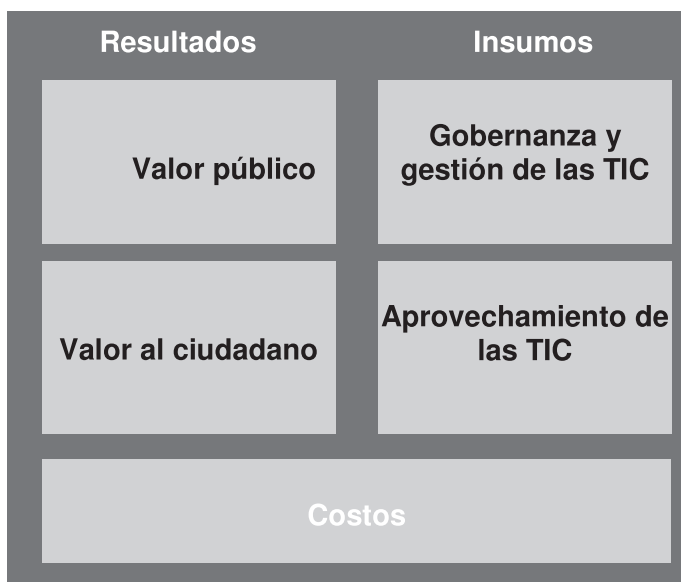 Resultados
Insumos
Valor público
Gobernanza y
gestión de las TIC
Valor al ciudadano
Aprovechamiento de
las TIC
Costos